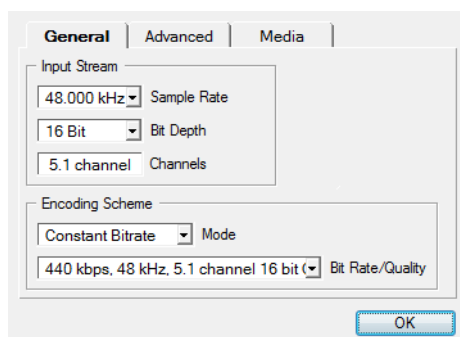 General Advanced Media
Input Stream
48.000 kHz Sample Rate
16 Bit Bit Depth
5.1 channel Channels
Encoding Scheme
Constant Bitrate Mode
440 kbps, 48 kHz, 5.1 channel 16 bit ( Bit Rate/Quality
OK